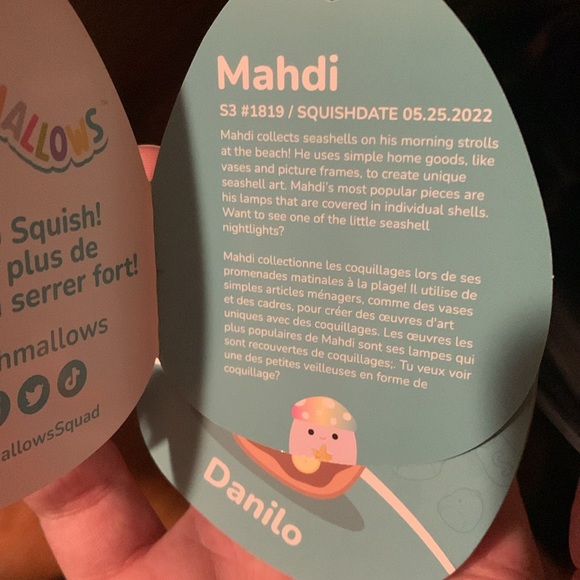 ALLOWS
Squish!
plus de
serrer fort!
allowsSquad
Mahdi
S3 #1819 / SQUISHDATE 05.25.2022
Mahdi collects seashells on his morning strolls
at the beach! He uses simple home goods, like
vases and picture frames, to create unique
seashell art. Mahdi's most popular pieces are
his lamps that are covered in individual shells.
Want to see one of the little seashell
nightlights?
Mahdi collectionne les coquillages lors de ses
promenades matinales à la plage! Il utilise de
simples articles ménagers, comme des vases
et des cadres, pour créer des œuvres d'art
uniques avec des coquillages. Les œuvres les
plus populaires de Mahdi sont ses lampes qui
sont recouvertes de coquillages;. Tu veux voir
une des petites veilleuses en forme de
coquillage?
Danilo